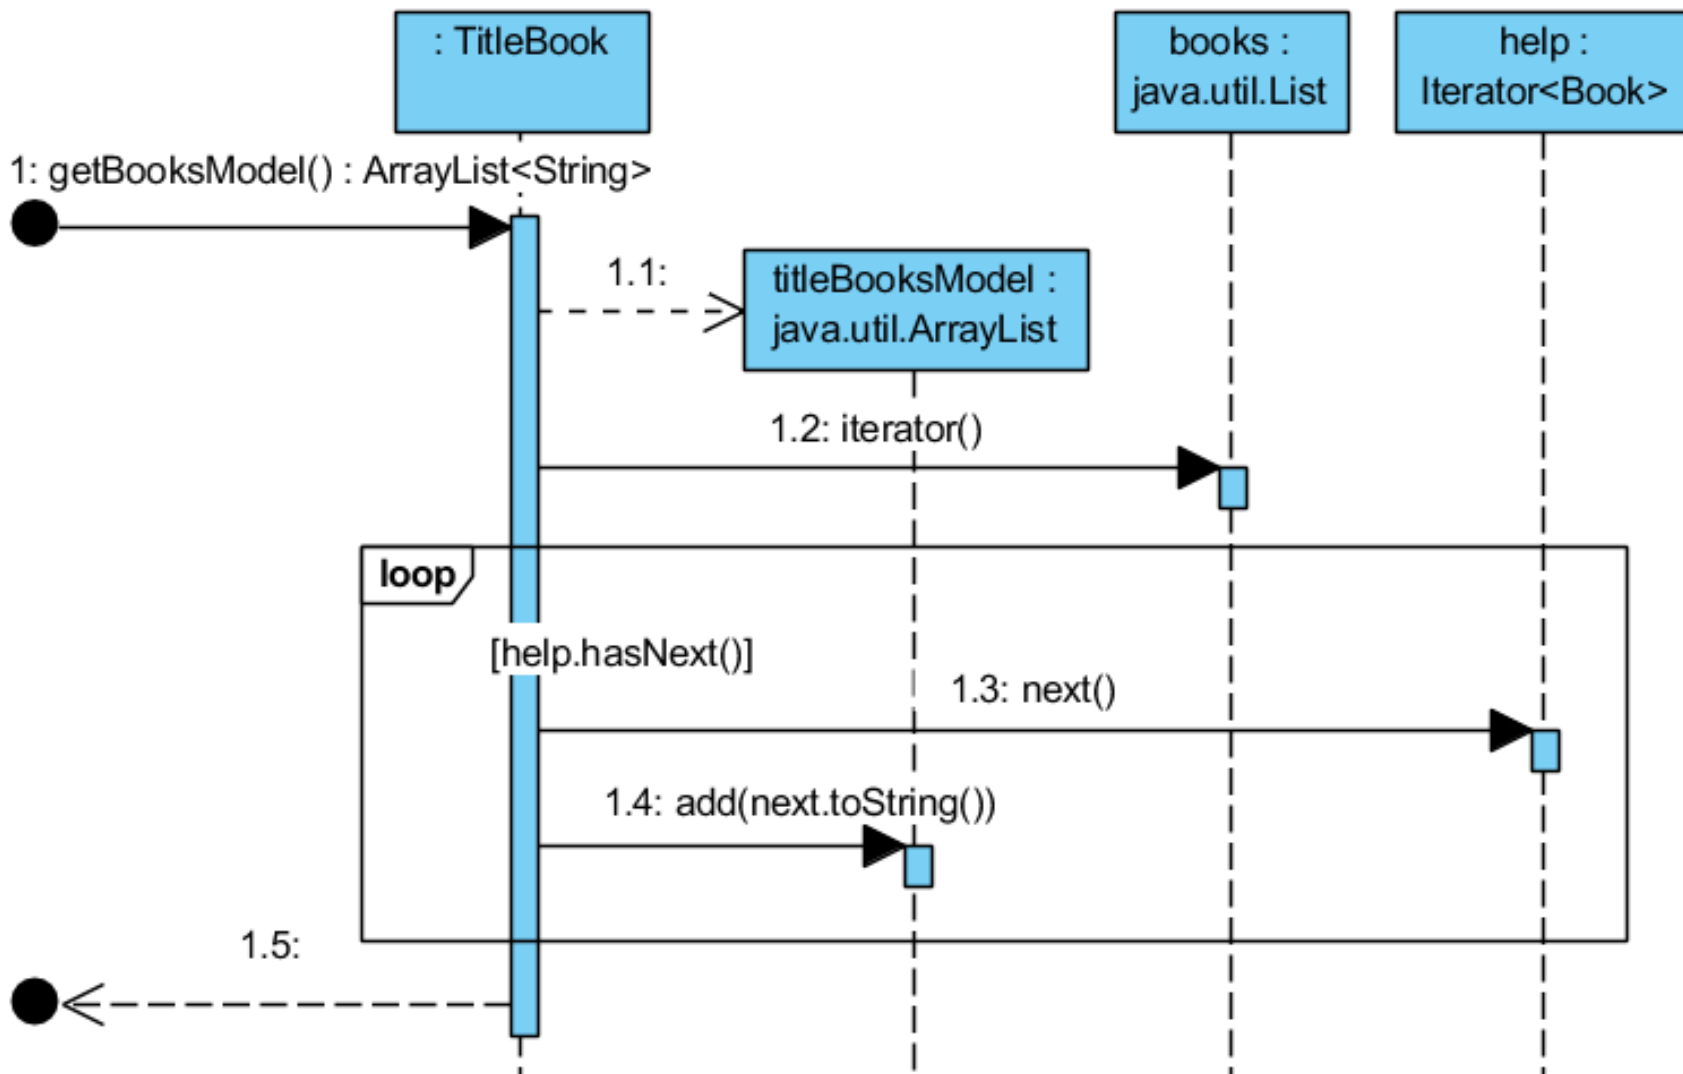 : TitleBook
books :
java.util.List
help :
Iterator<Book>
1: getBooksModel() : ArrayList<String>
1.1:
titleBooksModel :
java.util.ArrayList
1.2: iterator()
loop
[help.hasNext()]
1.3: next()
1.4: add(next.toString())
1.5: